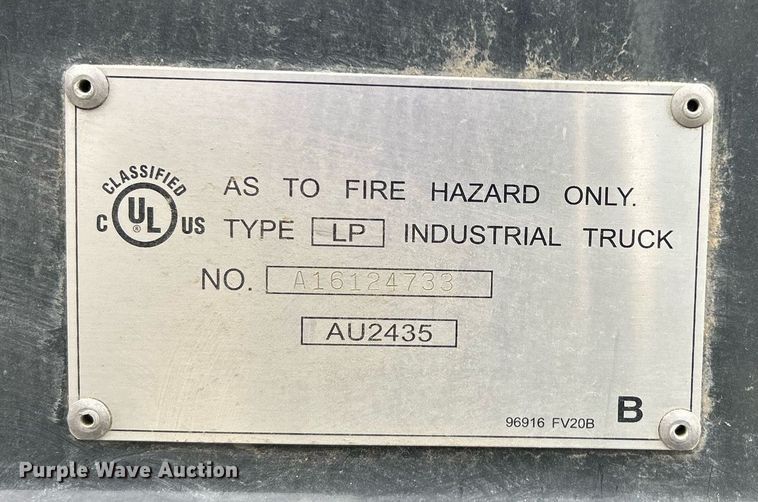 CLASSIFIED
C UL ® US
AS TO FIRE HAZARD ONLY.
TYPE LP INDUSTRIAL TRUCK
NO. A16124733
AU2435
96916 FV20B B
Purple Wave Auction